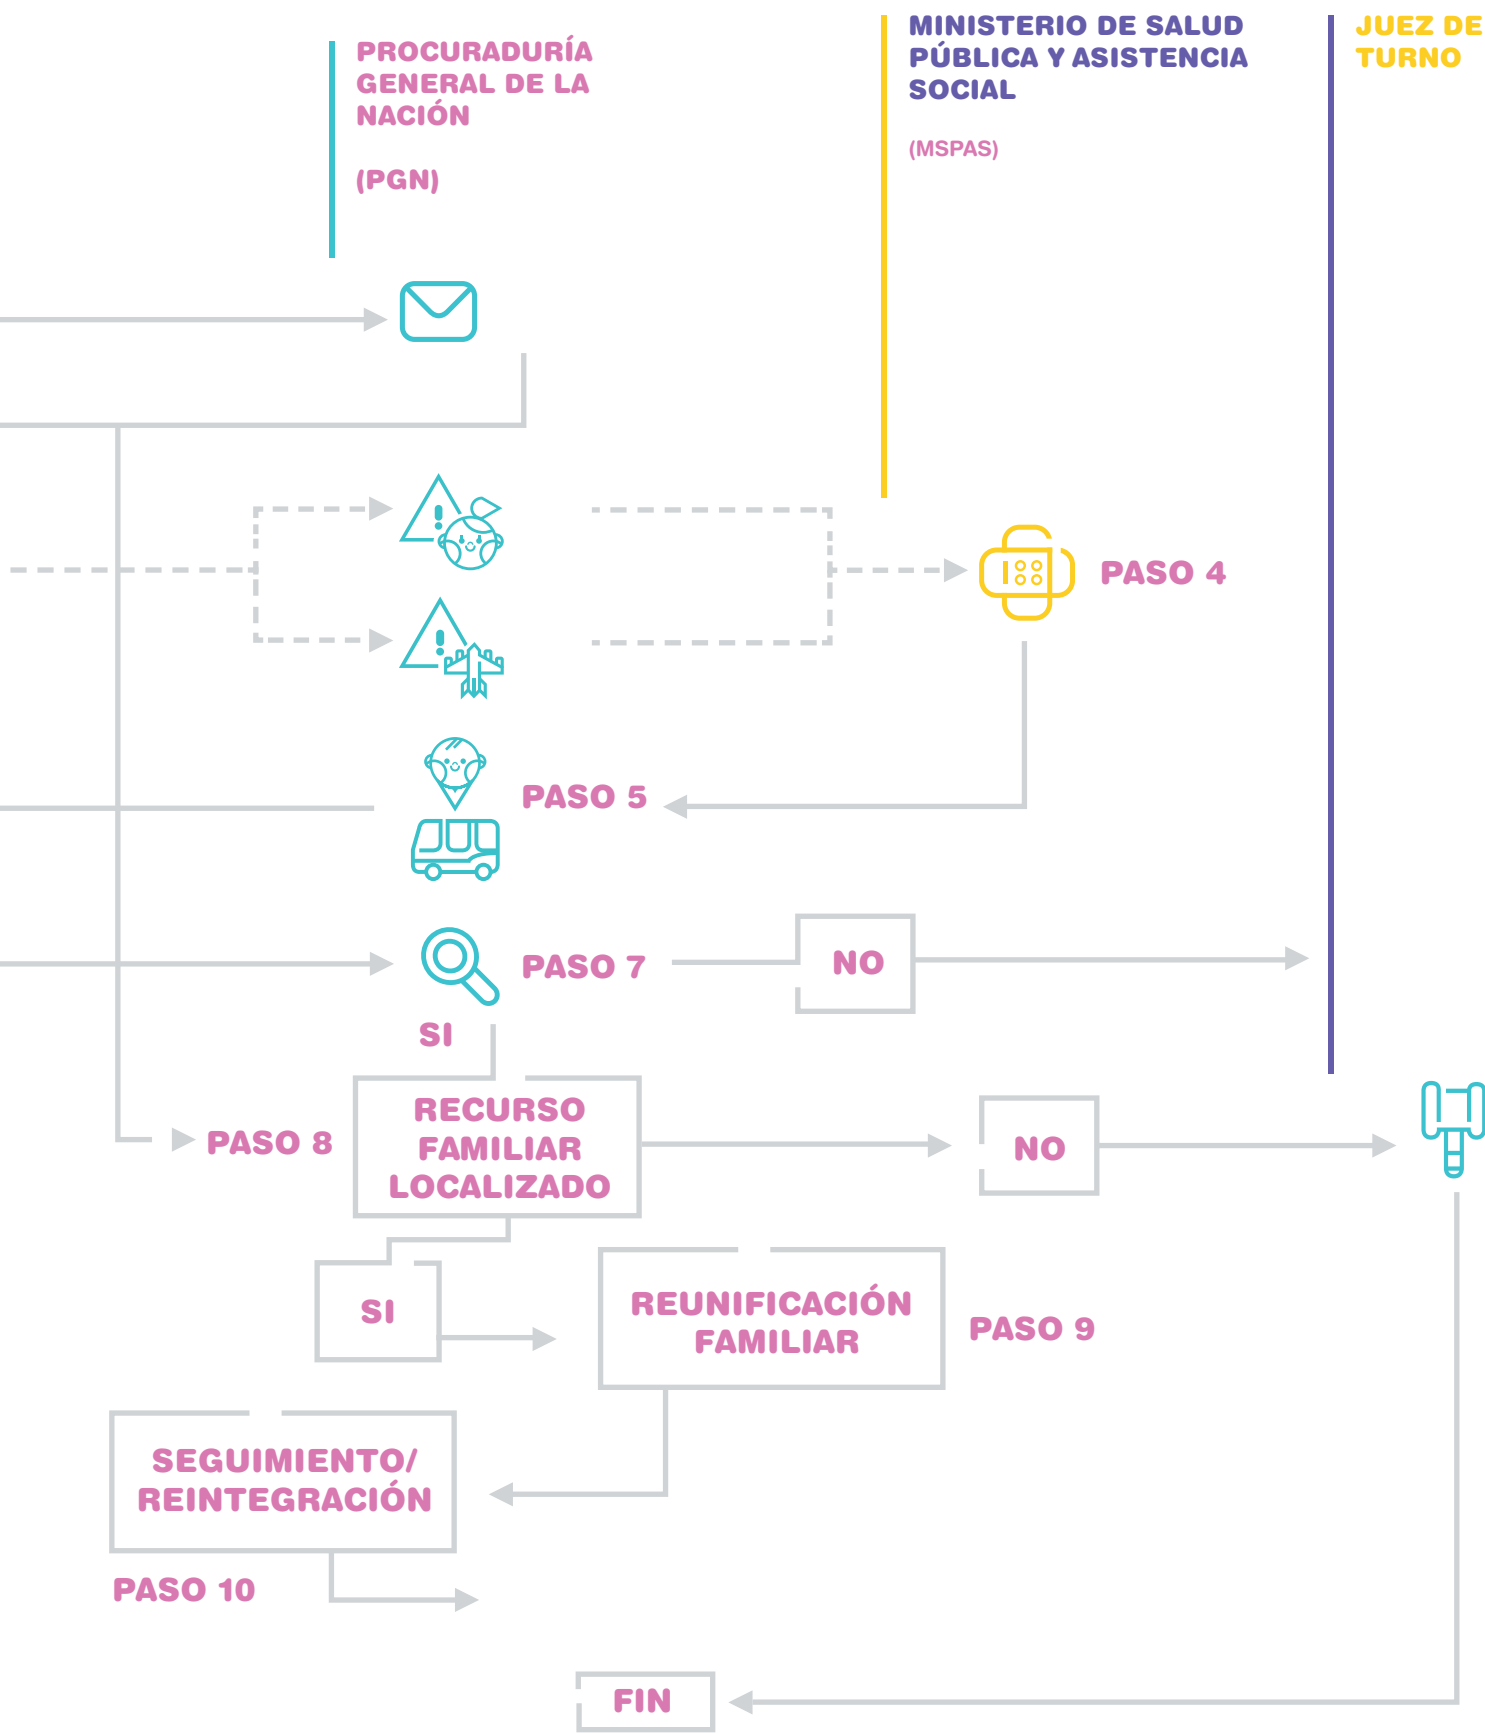 PROCURADURÍA
GENERAL DE LA
NACIÓN
(PGN)
MINISTERIO DE SALUD
PÚBLICA Y ASISTENCIA
SOCIAL
(MSPAS)
JUEZ DE
TURNO
PASO 4
PASO 5
PASO 7
NO
SI
RECURSO
FAMILIAR
LOCALIZADO
PASO 8
NO
SI
REUNIFICACIÓN
FAMILIAR
PASO 9
SEGUIMIENTO/
REINTEGRACIÓN
PASO 10
FIN